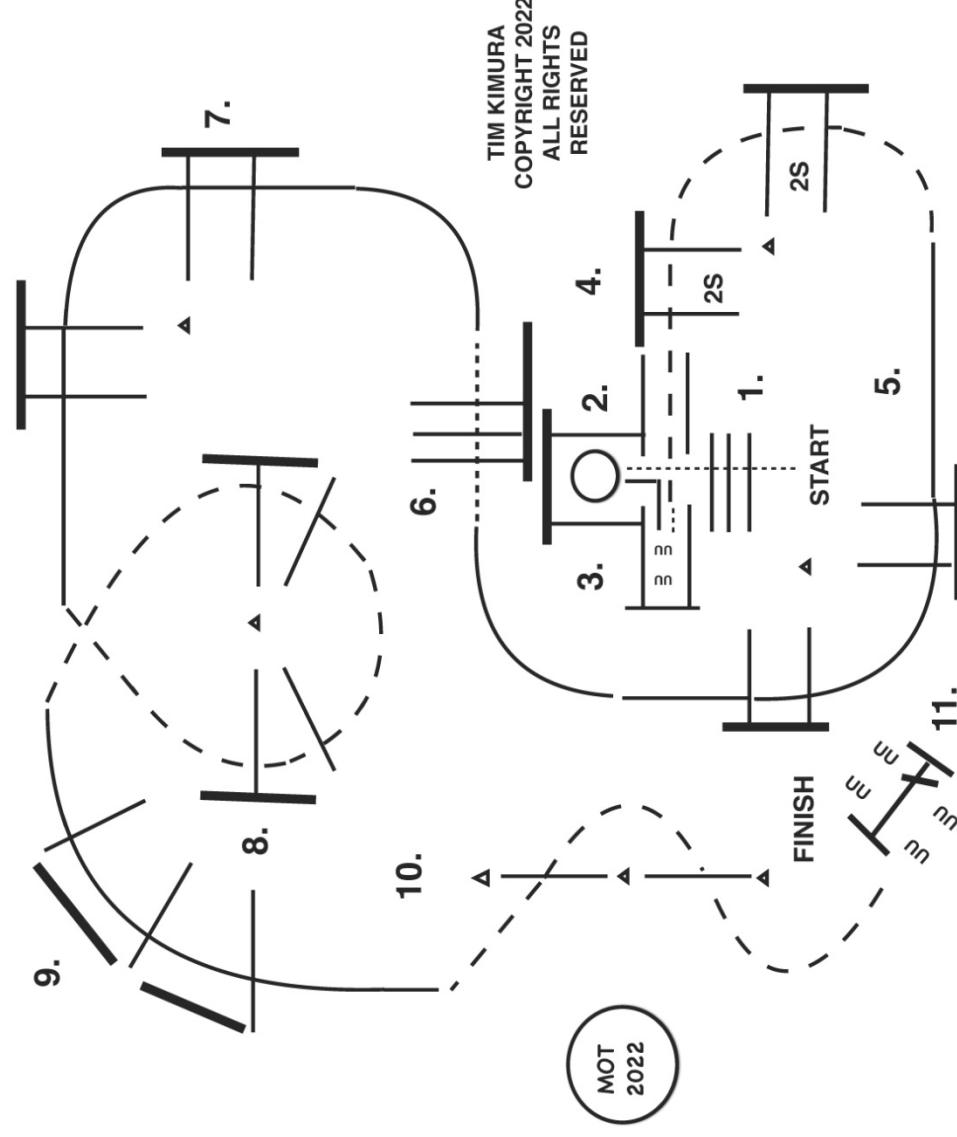 TIM KIMURA
COPYRIGHT 2022
ALL RIGHTS
RESERVED
7.
6.
4.
2S
2S
2.
1.
3.
5.
START
8.
9.
10.
FINISH
11.
MOT
2022